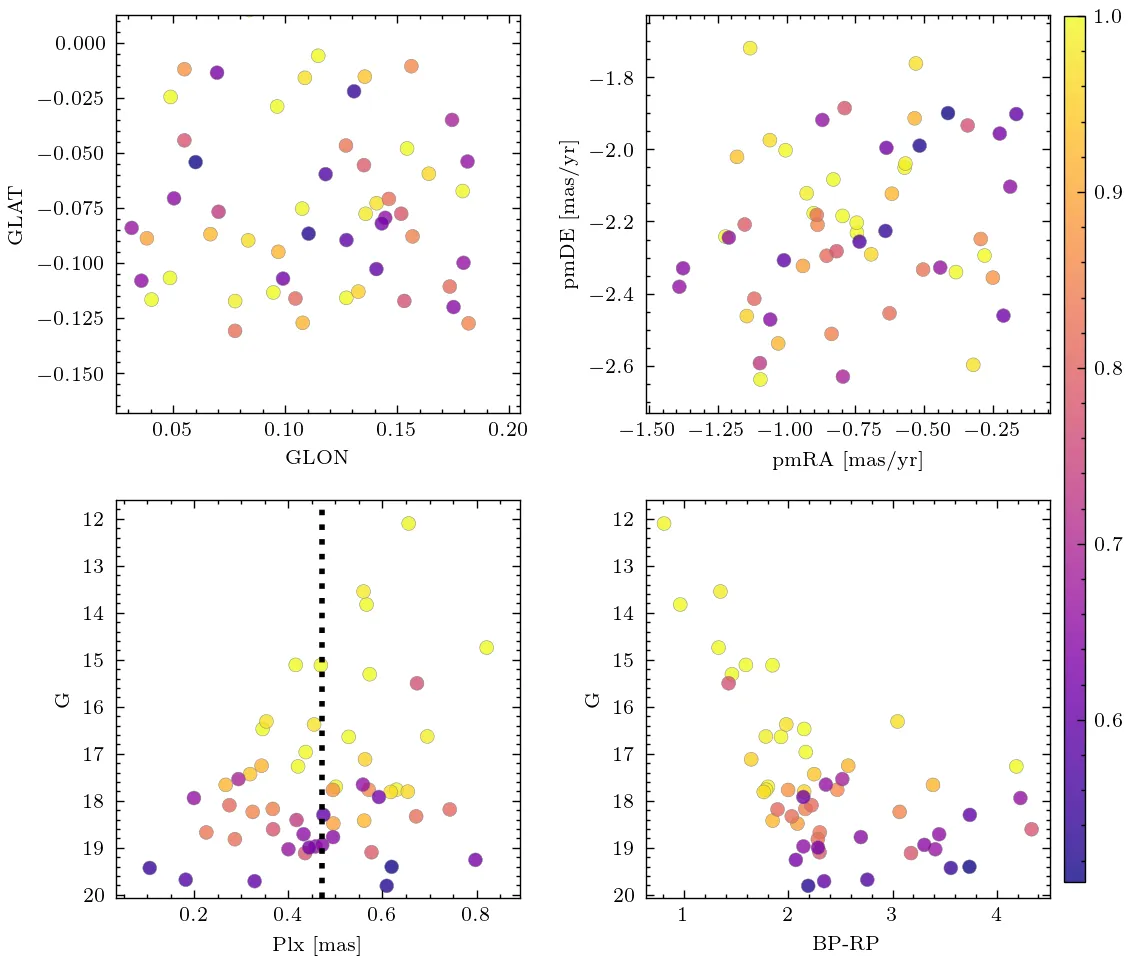 0.000
−0.025
−0.050
−0.075
−0.100
−0.125
−0.150
GLAT
0.05 0.10 0.15 0.20
GLON
−1.8
−2.0
−2.2
−2.4
−2.6
pmDE [mas/yr]
−1.50 −1.25 −1.00 −0.75 −0.50 −0.25
pmRA [mas/yr]
12
13
14
15
16
17
18
19
20
G
0.2 0.4 0.6 0.8
Plx [mas]
12
13
14
15
16
17
18
19
20
G
1 2 3 4
BP-RP
1.0
0.9
0.8
0.7
0.6